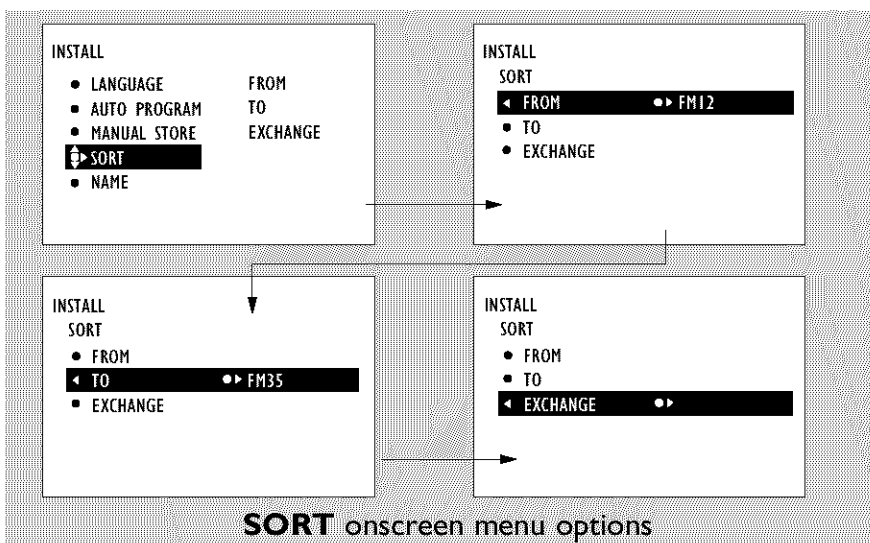 INSTALL
● LANGUAGE FROM
● AUTO PROGRAM TO
● MANUAL STORE EXCHANGE
SORT
● NAME
INSTALL
SORT
◄ FROM ●► FM12
● TO
● EXCHANGE
INSTALL
SORT
● FROM
◄ TO ●► FM35
● EXCHANGE
INSTALL
SORT
● FROM
● TO
◄ EXCHANGE ●►
SORT onscreen menu options